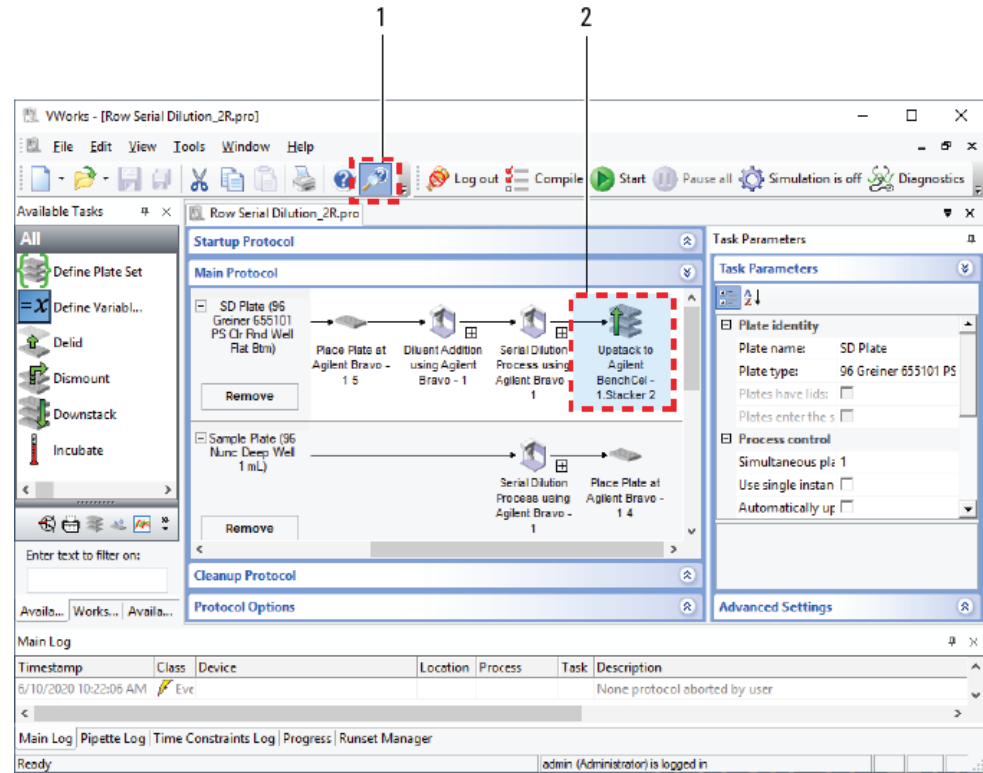 1 2
VWorks - [Row Serial Dilution_2R.pro]
File Edit View Tools Window Help
Log out Compile Start Pause all Simulation is off Diagnostics
Available Tasks
Row Serial Dilution_2R.pro
Task Parameters
All
Define Plate Set
Define Variabl...
Delid
Dismount
Downstack
Incubate
Enter text to filter on:
Availa... Works... Availa...
Startup Protocol
Main Protocol
SD Plate (96
Greiner 655101
PS Clr Rnd Well
Flat Btm)
Remove
Place Plate at
Agilent Bravo -
1 5
Diluent Addition
using Agilent
Bravo - 1
Serial Dilution
Process using
Agilent Bravo
1
Upstack to
Agilent
BenchCel -
1.Stacker 2
Sample Plate (96
Nunc Deep Well
1 mL)
Remove
Serial Dilution
Process using
Agilent Bravo -
1
Place Plate at
Agilent Bravo -
1 4
Cleanup Protocol
Protocol Options
Task Parameters
Plate identity
Plate name: SD Plate
Plate type: 96 Greiner 655101 PS
Plates have lids:
Plates enter the s
Process control
Simultaneous pla 1
Use single instan
Automatically up
Advanced Settings
Main Log
Timestamp Class Device Location Process Task Description
6/10/2020 10:22:06 AM Eve None protocol aborted by user
Main Log Pipette Log Time Constraints Log Progress Runset Manager
Ready admin (Administrator) is logged in